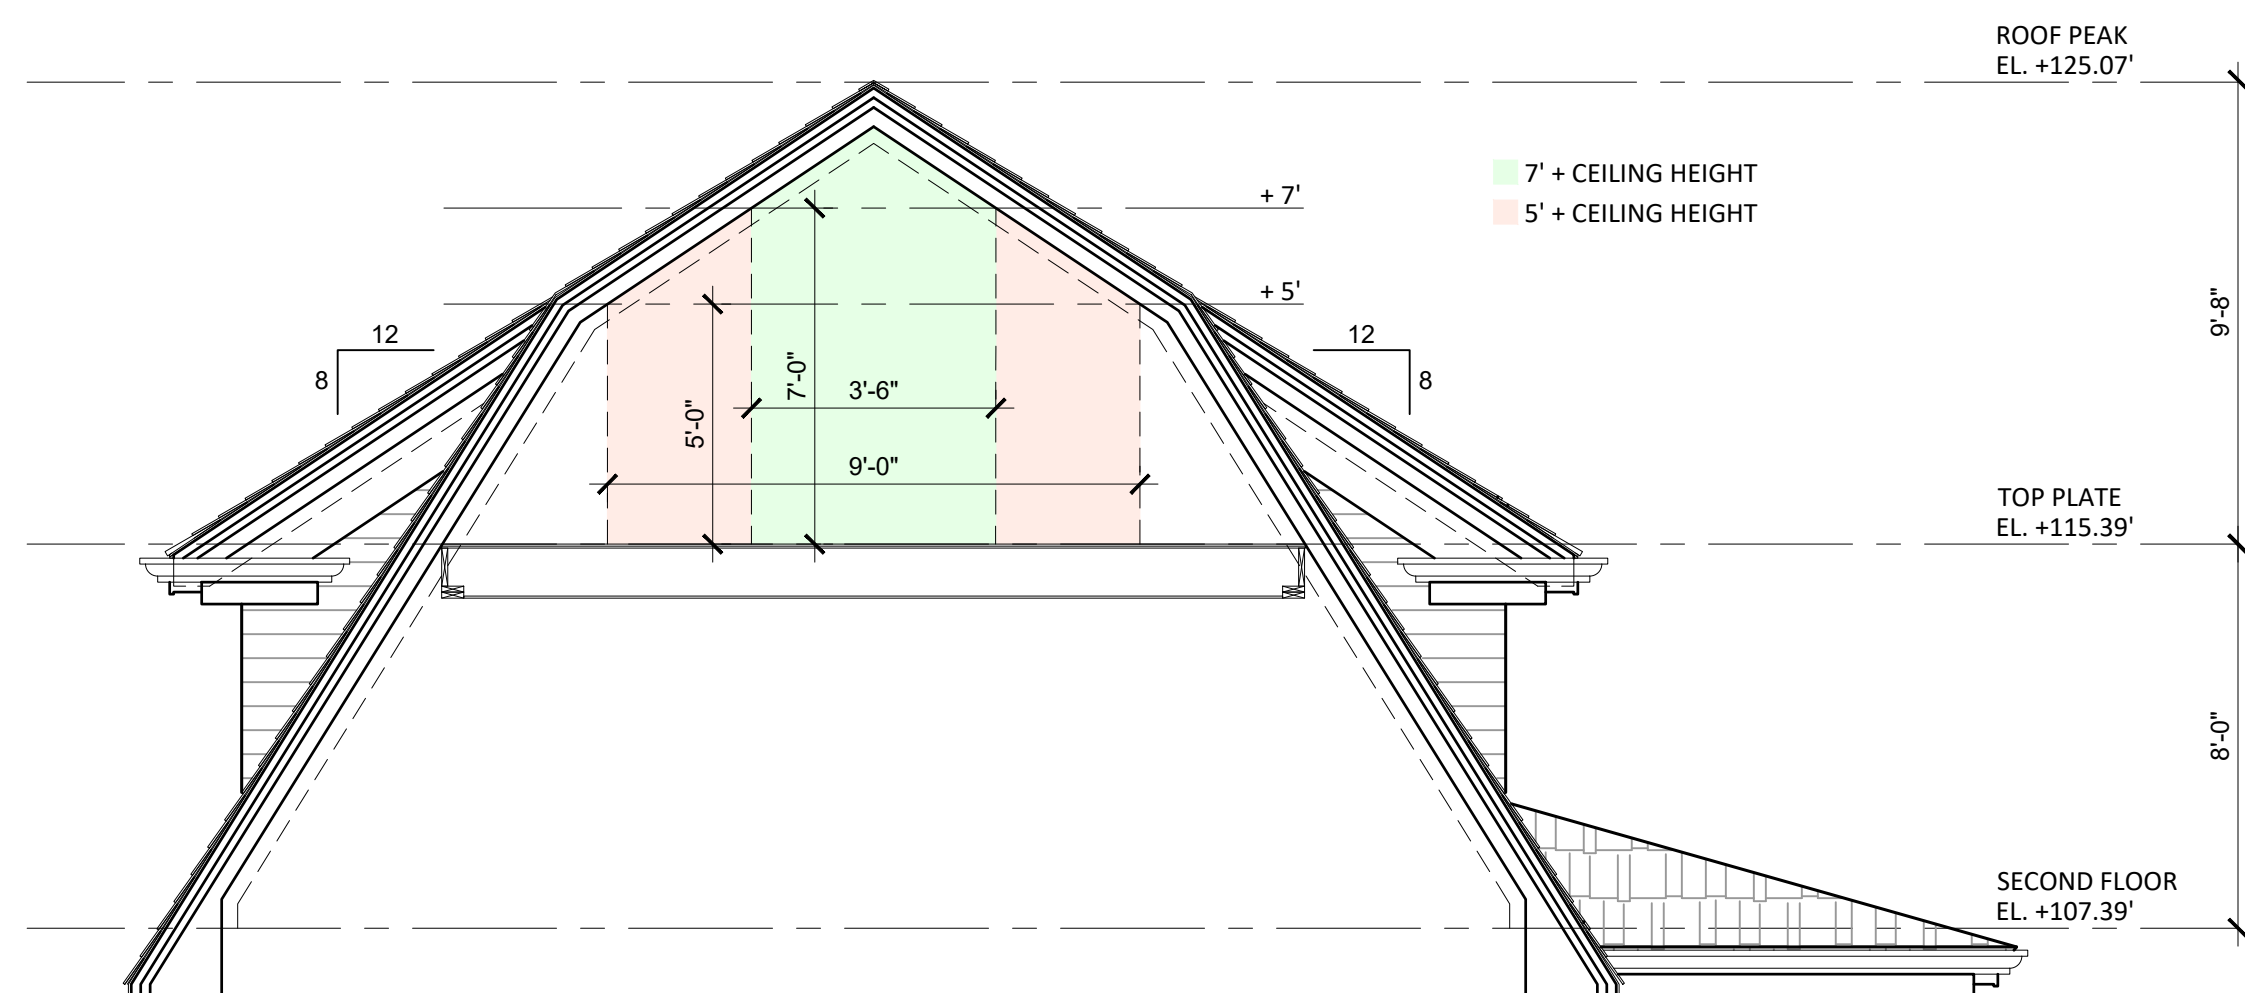 ROOF PEAK
EL. +125.07'
7' + CEILING HEIGHT
5' + CEILING HEIGHT
+ 7'
+ 5'
12
8
12
8
9'-8"
7'-0"
3'-6"
5'-0"
9'-0"
TOP PLATE
EL. +115.39'
8'-0"
SECOND FLOOR
EL. +107.39'